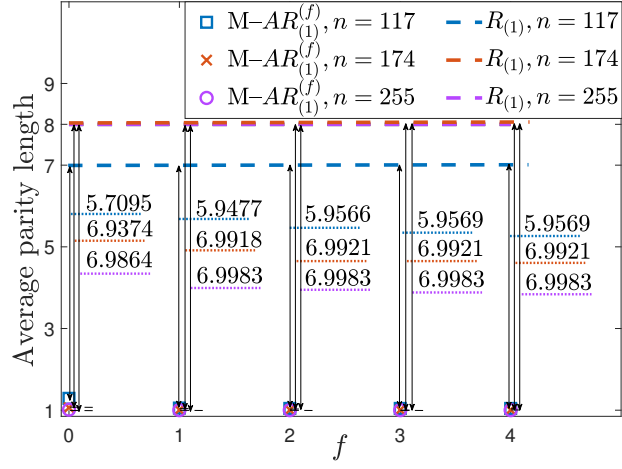 M–AR_{(1)}^{(f)}, n = 117 R_{(1)}, n = 117
M–AR_{(1)}^{(f)}, n = 174 R_{(1)}, n = 174
M–AR_{(1)}^{(f)}, n = 255 R_{(1)}, n = 255
Average parity length
9
8
7
5
3
1
5.7095 5.9477 5.9566 5.9569 5.9569
6.9374 6.9918 6.9921 6.9921 6.9921
6.9864 6.9983 6.9983 6.9983 6.9983
0 1 2 3 4
f